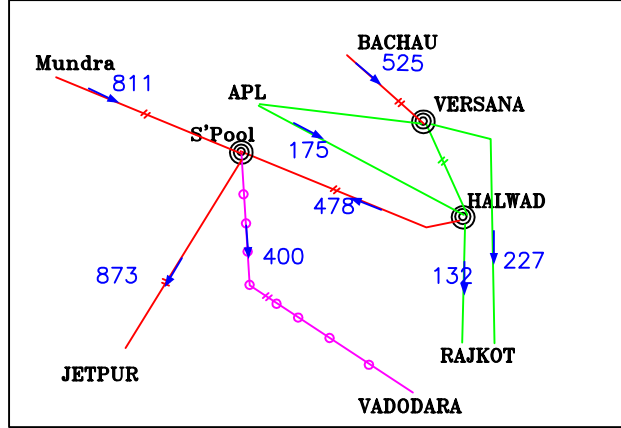 BACHAU
Mundra
525
811
APL
VERSANA
S'Pool
175
HALWAD
478
873
400
132
227
RAJKOT
JETPUR
VADODARA